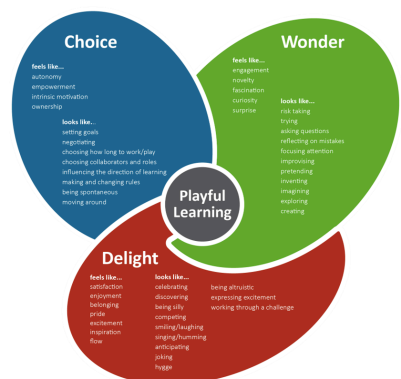 Choice
feels like...
autonomy
empowerment
intrinsic motivation
ownership
looks like...
setting goals
negotiating
choosing how long to work/play
choosing collaborators and roles
influencing the direction of learning
making and changing rules
being spontaneous
moving around
Wonder
feels like...
engagement
novelty
fascination
curiosity
surprise
looks like...
risk taking
trying
asking questions
reflecting on mistakes
focusing attention
improvising
pretending
inventing
imagining
exploring
creating
Playful
Learning
Delight
feels like...
satisfaction
enjoyment
belonging
pride
excitement
inspiration
flow
looks like...
celebrating
discovering
being silly
competing
smiling/laughing
singing/humming
anticipating
joking
hygge
being altruistic
expressing excitement
working through a challenge